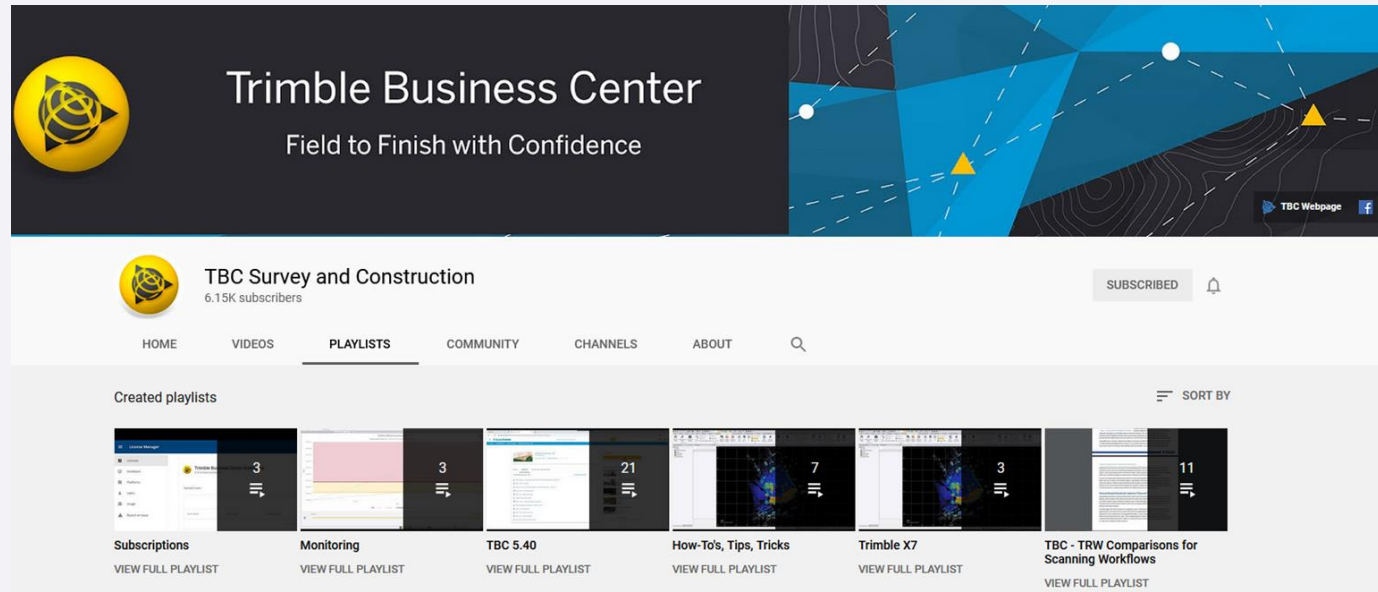 Trimble Business Center
Field to Finish with Confidence
TBC Webpage
TBC Survey and Construction
6.15K subscribers
SUBSCRIBED
HOME VIDEOS PLAYLISTS COMMUNITY CHANNELS ABOUT
Created playlists
SORT BY
3 3 21 7 3 11
Subscriptions Monitoring TBC 5.40 How-To's, Tips, Tricks Trimble X7 TBC - TRW Comparisons for
Scanning Workflows
VIEW FULL PLAYLIST VIEW FULL PLAYLIST VIEW FULL PLAYLIST VIEW FULL PLAYLIST VIEW FULL PLAYLIST
VIEW FULL PLAYLIST